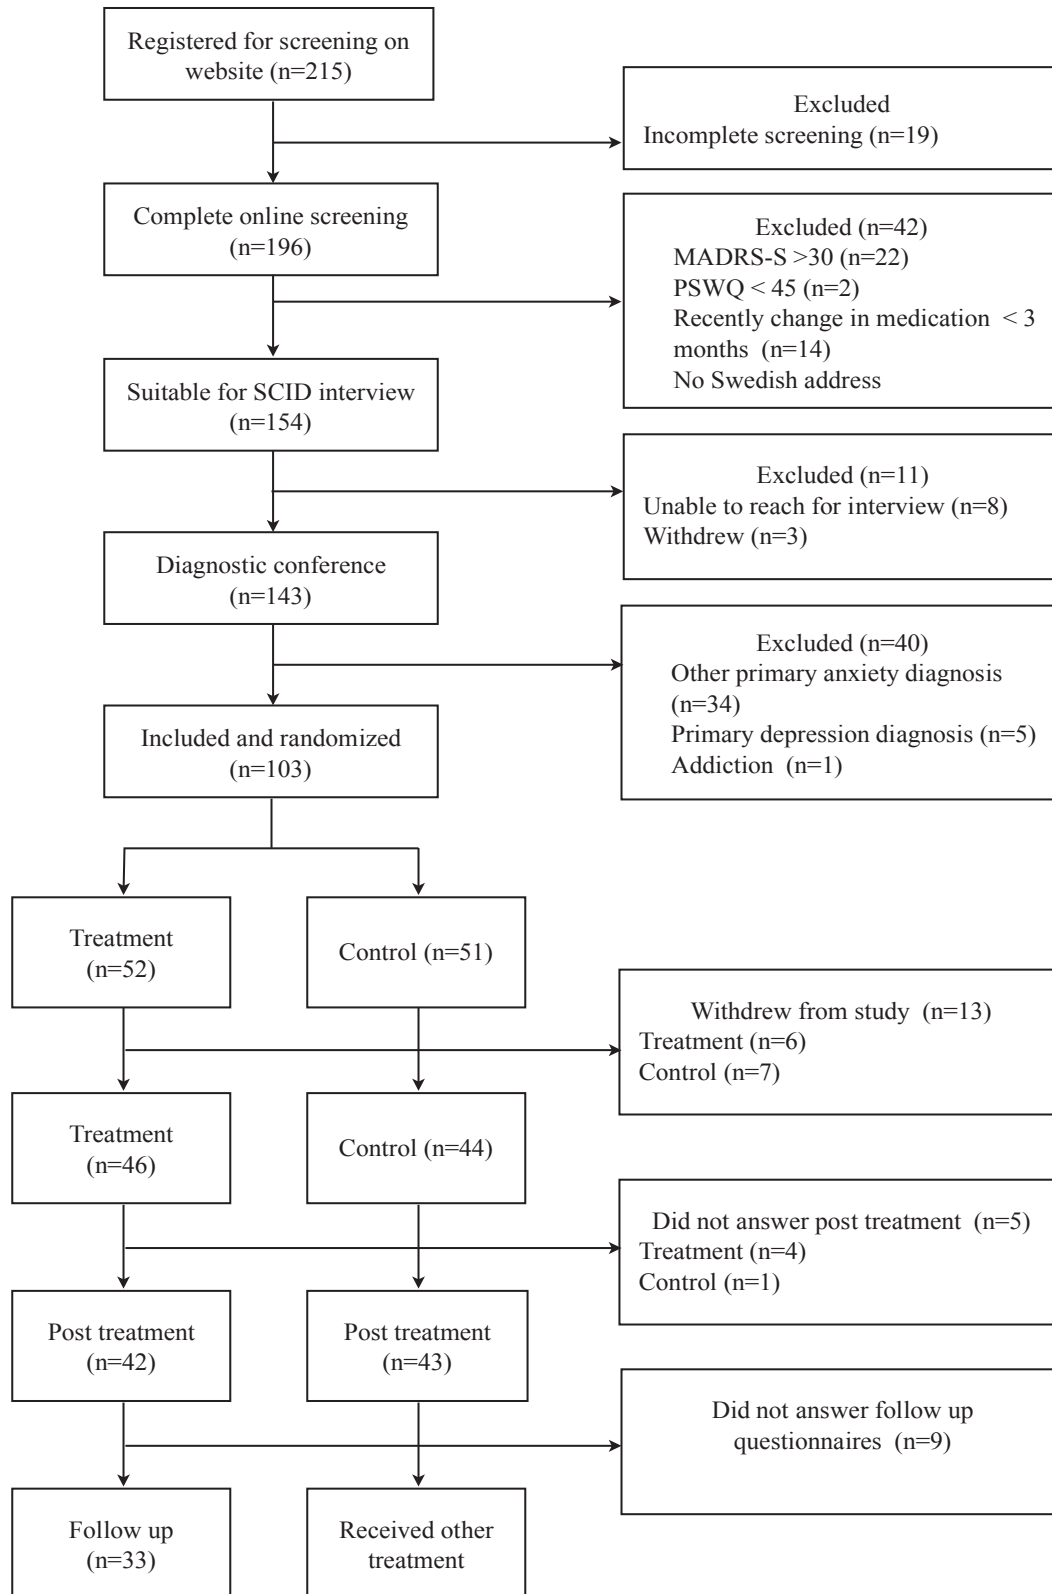 Registered for screening on
website (n=215)
Excluded
Incomplete screening (n=19)
Complete online screening
(n=196)
Excluded (n=42)
MADRS-S >30 (n=22)
PSWQ < 45 (n=2)
Recently change in medication < 3
months (n=14)
No Swedish address
Suitable for SCID interview
(n=154)
Excluded (n=11)
Unable to reach for interview (n=8)
Withdrew (n=3)
Diagnostic conference
(n=143)
Excluded (n=40)
Other primary anxiety diagnosis
(n=34)
Primary depression diagnosis (n=5)
Addiction (n=1)
Included and randomized
(n=103)
Treatment
(n=52)
Control (n=51)
Withdrew from study (n=13)
Treatment (n=6)
Control (n=7)
Treatment
(n=46)
Control (n=44)
Did not answer post treatment (n=5)
Treatment (n=4)
Control (n=1)
Post treatment
(n=42)
Post treatment
(n=43)
Did not answer follow up
questionnaires (n=9)
Follow up
(n=33)
Received other
treatment